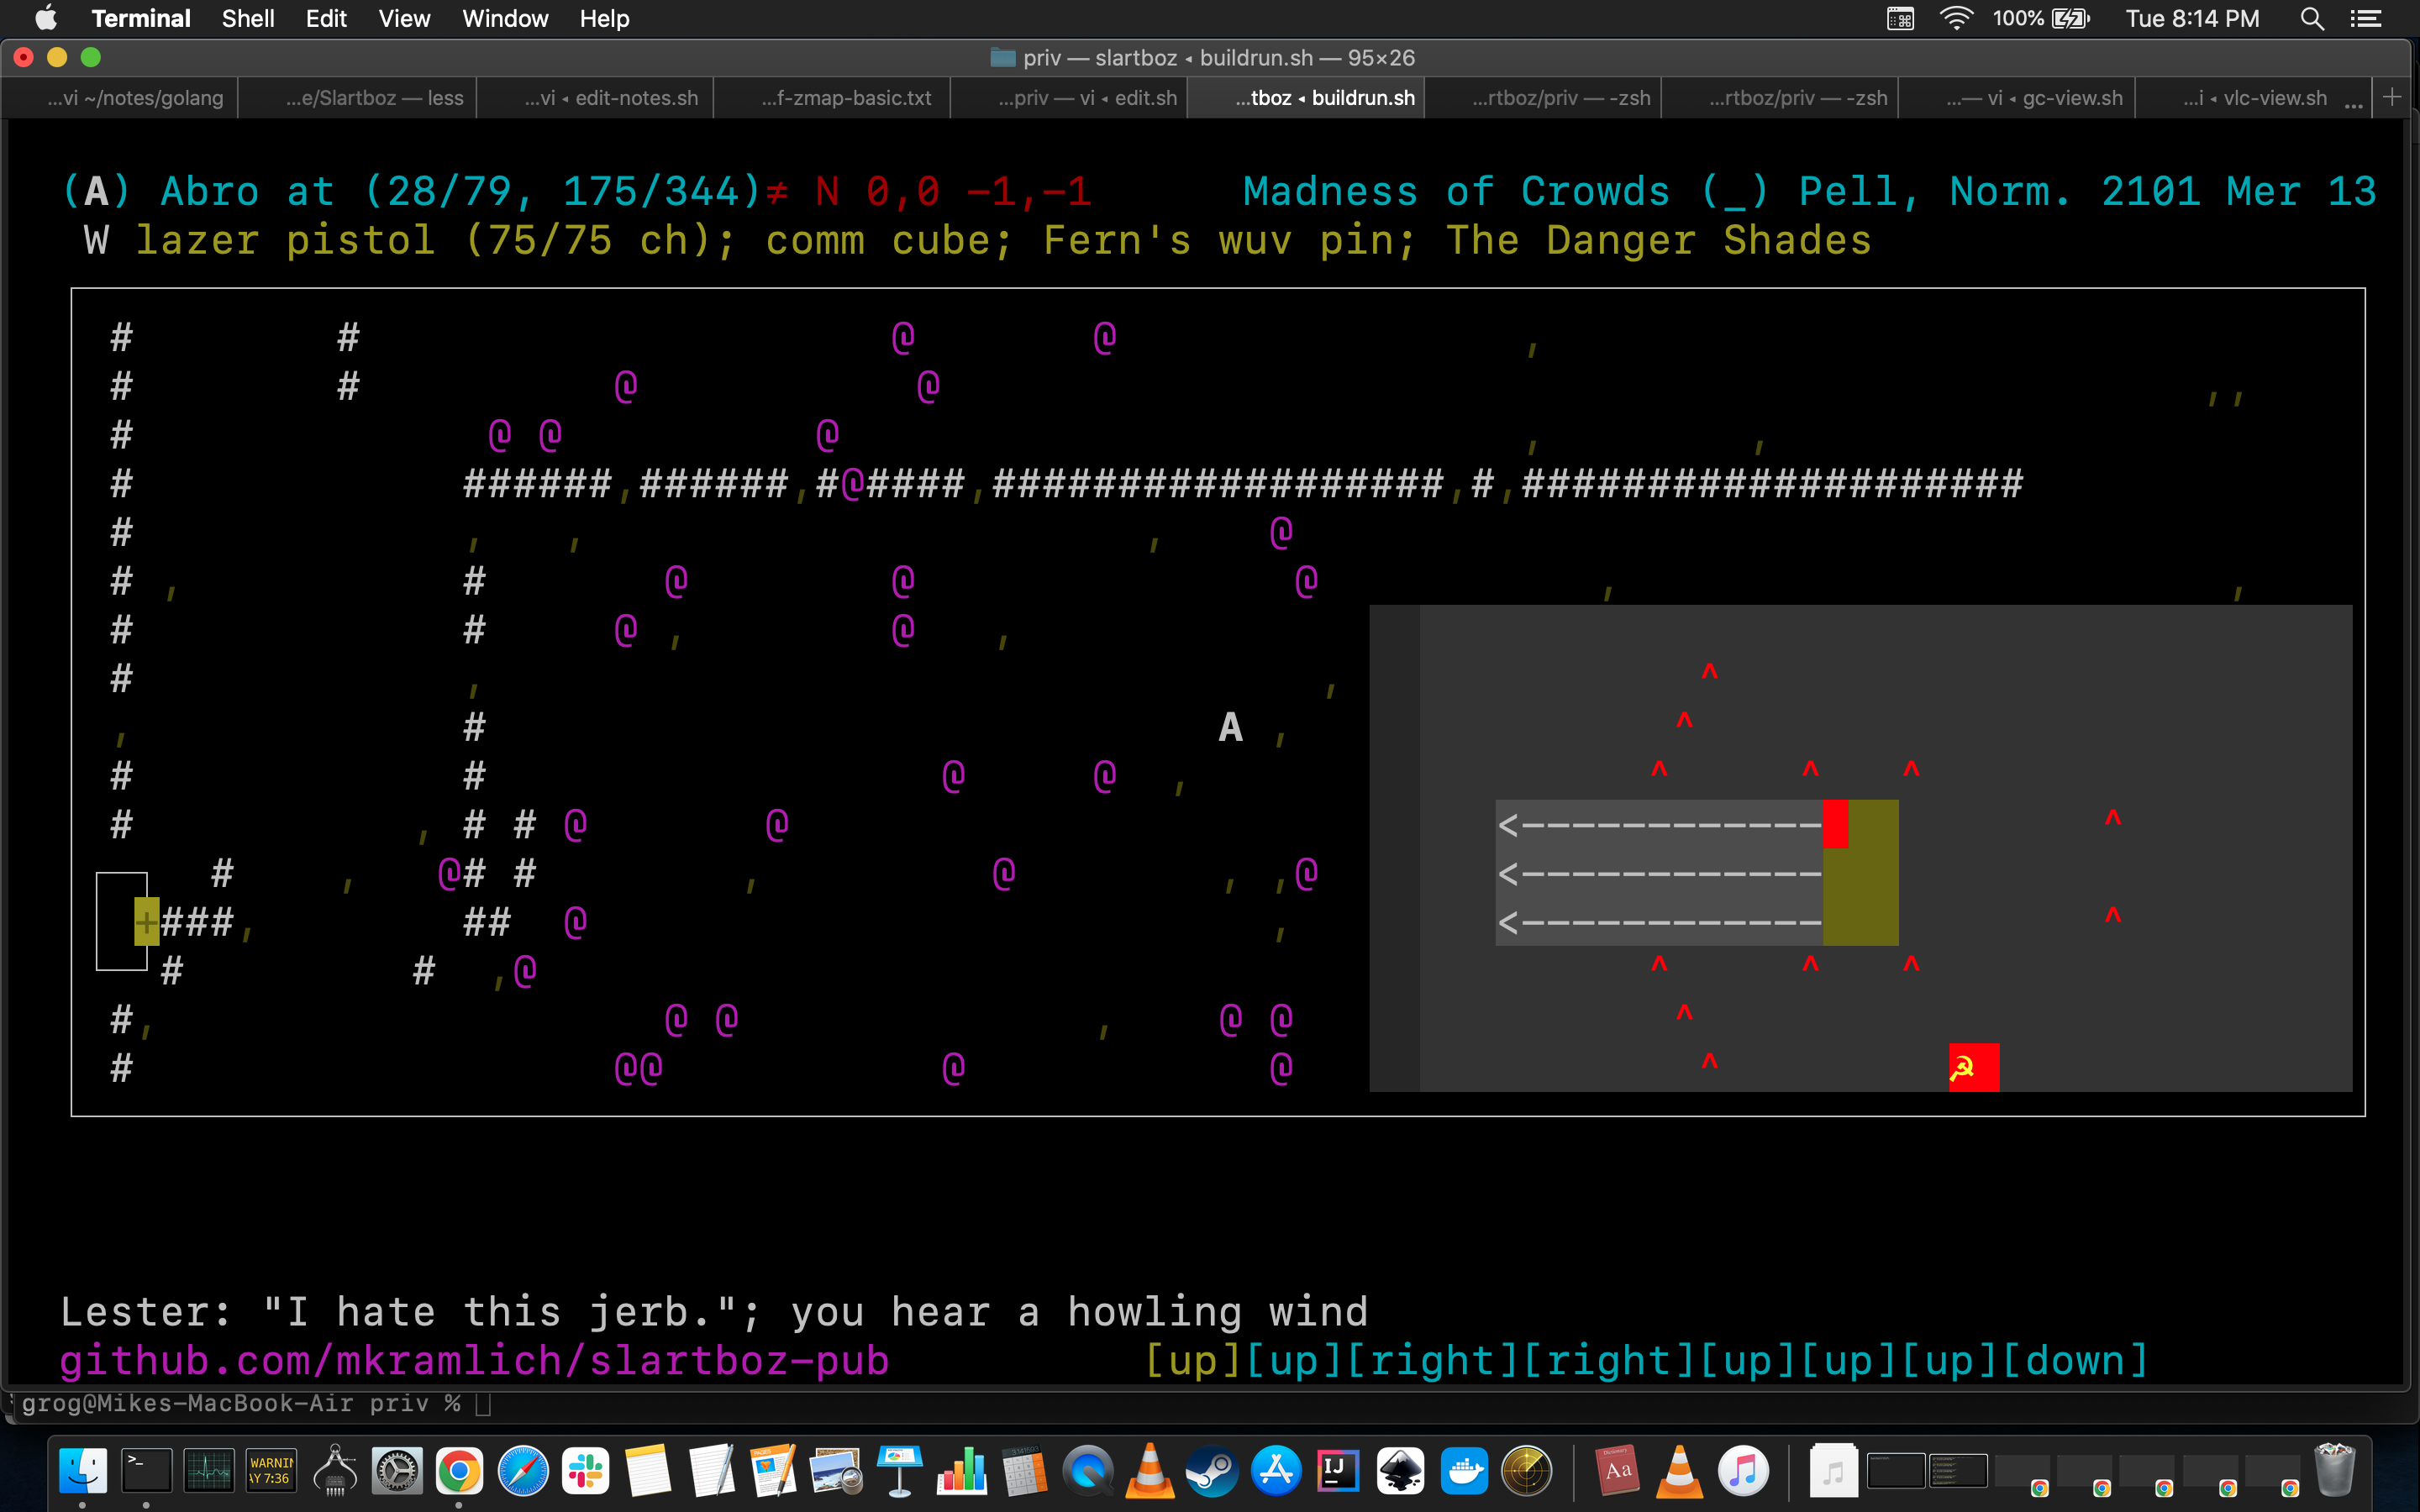 Terminal Shell Edit View Window Help 100% Tue 8:14 PM
priv — slartboz ◂ buildrun.sh — 95×26
...vi ~/notes/golang ...e/Slartboz — less ...vi ◂ edit-notes.sh ...f-zmap-basic.txt ...priv — vi ◂ edit.sh ...tboz ◂ buildrun.sh ...rtboz/priv — -zsh ...rtboz/priv — -zsh ...— vi ◂ gc-view.sh ...i ◂ vlc-view.sh ... +
(A) Abro at (28/79, 175/344)≠ N 0,0 −1,−1 Madness of Crowds (_) Pell, Norm. 2101 Mer 13
W lazer pistol (75/75 ch); comm cube; Fern's wuv pin; The Danger Shades
# # @ @ ,
# # @ @ , ,
# @ @ @ , ,
# ######,######,#@####,##################,#,####################
# , , , @
# , # @ @ @ , ,
# # @ , @ ,
# , , ^
, # A , ^
# # @ @ , ^ ^ ^
# , # # @ @ <------------ ^
# , @# # , @ , ,@ <------------
+###, ## @ , <------------ ^
# # ,@ ^ ^ ^
#, @ @ , @ @ ^
# @@ @ @ ^ ☭
Lester: "I hate this jerb."; you hear a howling wind
github.com/mkramlich/slartboz-pub [up][up][right][right][up][up][up][down]
grog@Mikes-MacBook-Air priv %
WARNIN
AY 7:36
IJ
Aa